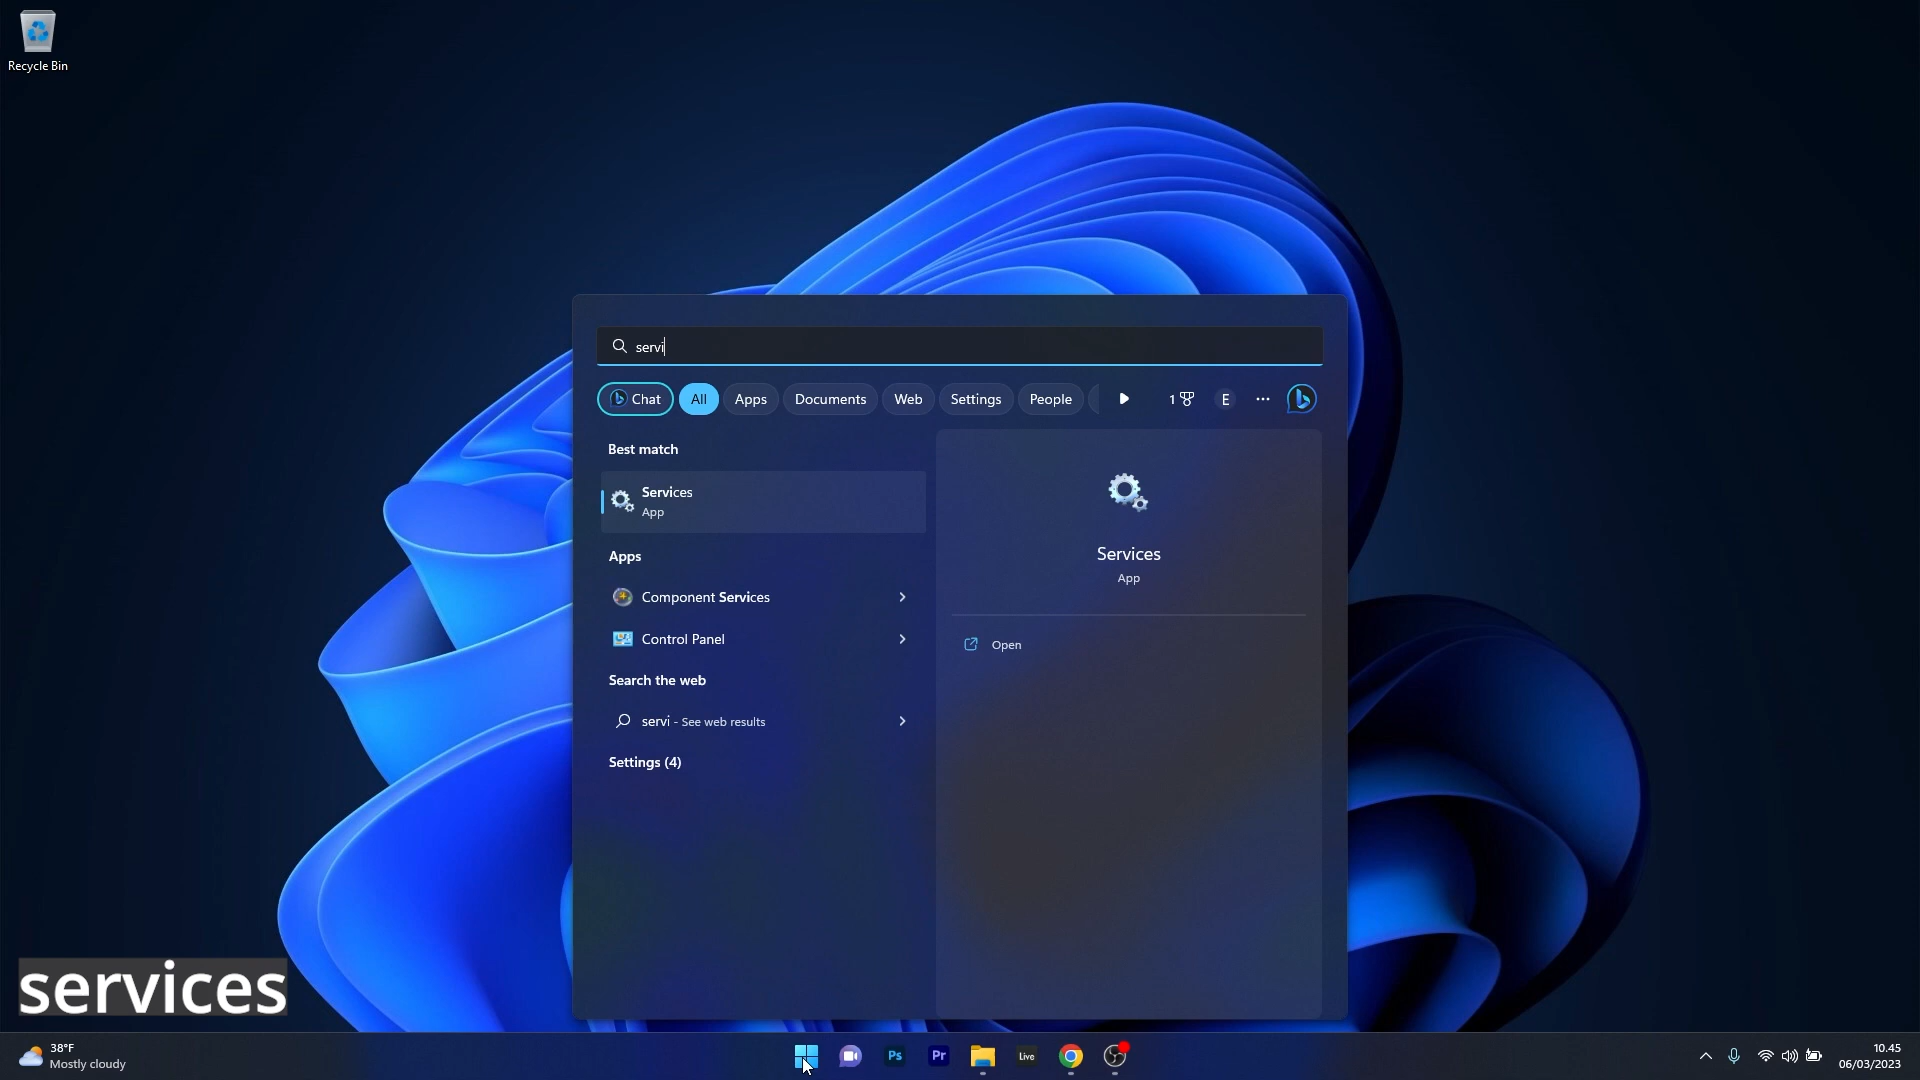 Recycle Bin
servi
Chat All Apps Documents Web Settings People 1 E
Best match
Services
App
Apps
Component Services
Control Panel
Search the web
servi - See web results
Settings (4)
Services
App
Open
services
38°F
Mostly cloudy
Ps Pr Live
10.45
06/03/2023